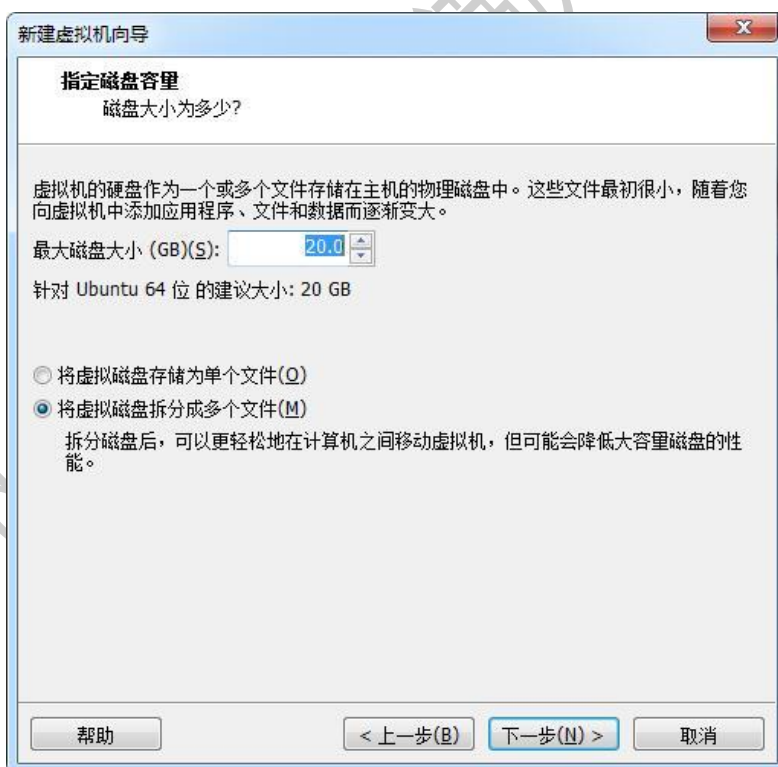 新建虚拟机向导
指定磁盘容量
磁盘大小为多少?
虚拟机的硬盘作为一个或多个文件存储在主机的物理磁盘中。这些文件最初很小，随着您
向虚拟机中添加应用程序、文件和数据而逐渐变大。
最大磁盘大小 (GB)(S): 20.0
针对 Ubuntu 64 位 的建议大小: 20 GB
将虚拟磁盘存储为单个文件(O)
将虚拟磁盘拆分成多个文件(M)
拆分磁盘后，可以更轻松地在计算机之间移动虚拟机，但可能会降低大容量磁盘的性
能。
帮助 < 上一步(B) 下一步(N) > 取消